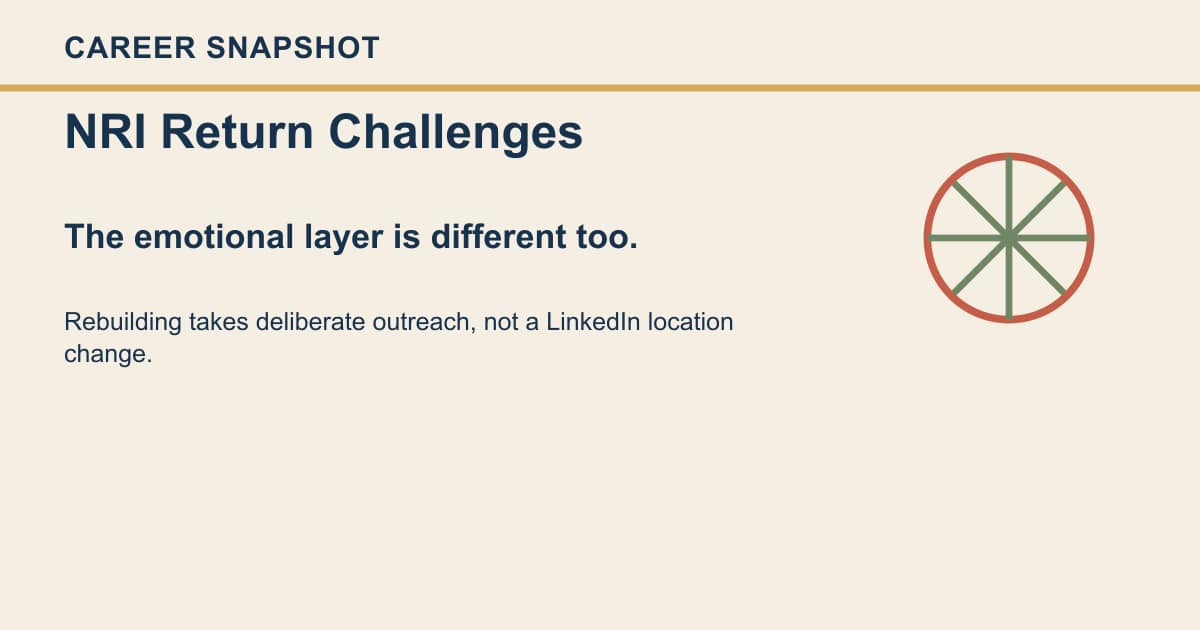 CAREER SNAPSHOT
NRI Return Challenges
The emotional layer is different too.
Rebuilding takes deliberate outreach, not a LinkedIn location
change.